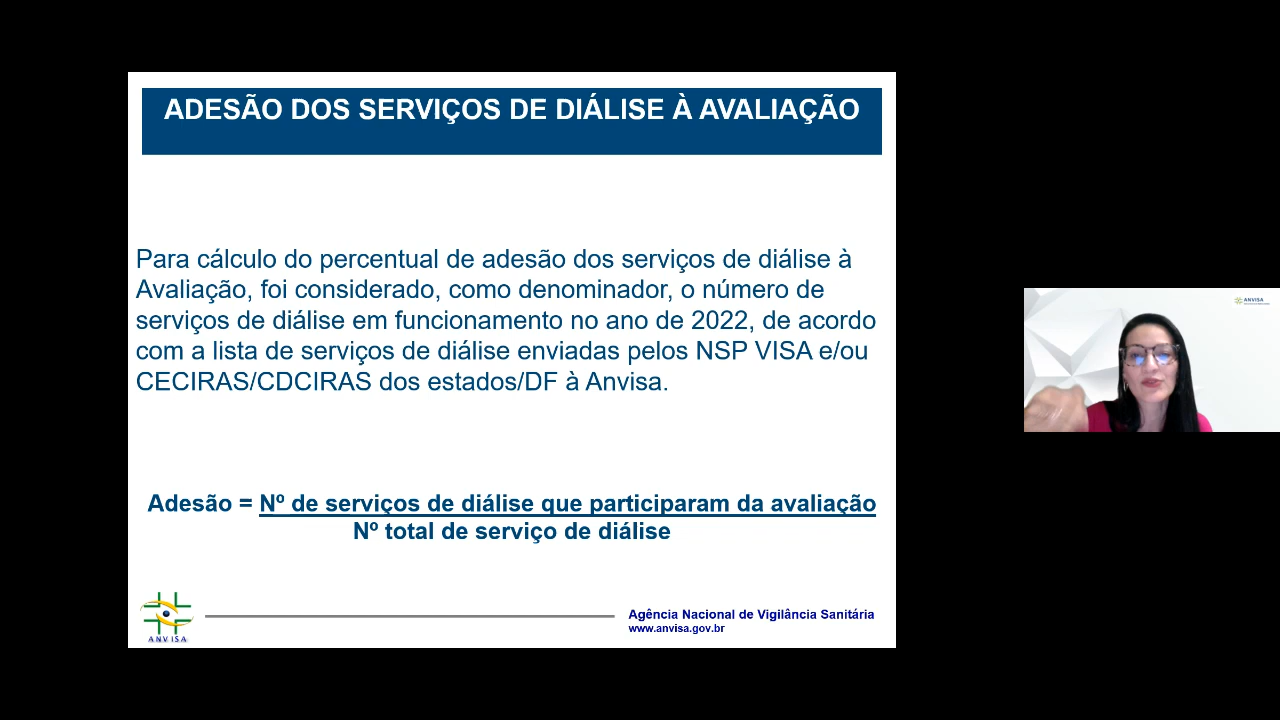 ADESÃO DOS SERVIÇOS DE DIÁLISE À AVALIAÇÃO
Para cálculo do percentual de adesão dos serviços de diálise à
Avaliação, foi considerado, como denominador, o número de
serviços de diálise em funcionamento no ano de 2022, de acordo
com a lista de serviços de diálise enviadas pelos NSP VISA e/ou
CECIRAS/CDCIRAS dos estados/DF à Anvisa.
Adesão = Nº de serviços de diálise que participaram da avaliação
Nº total de serviço de diálise
ANVISA
Agência Nacional de Vigilância Sanitária
www.anvisa.gov.br
ANVISA